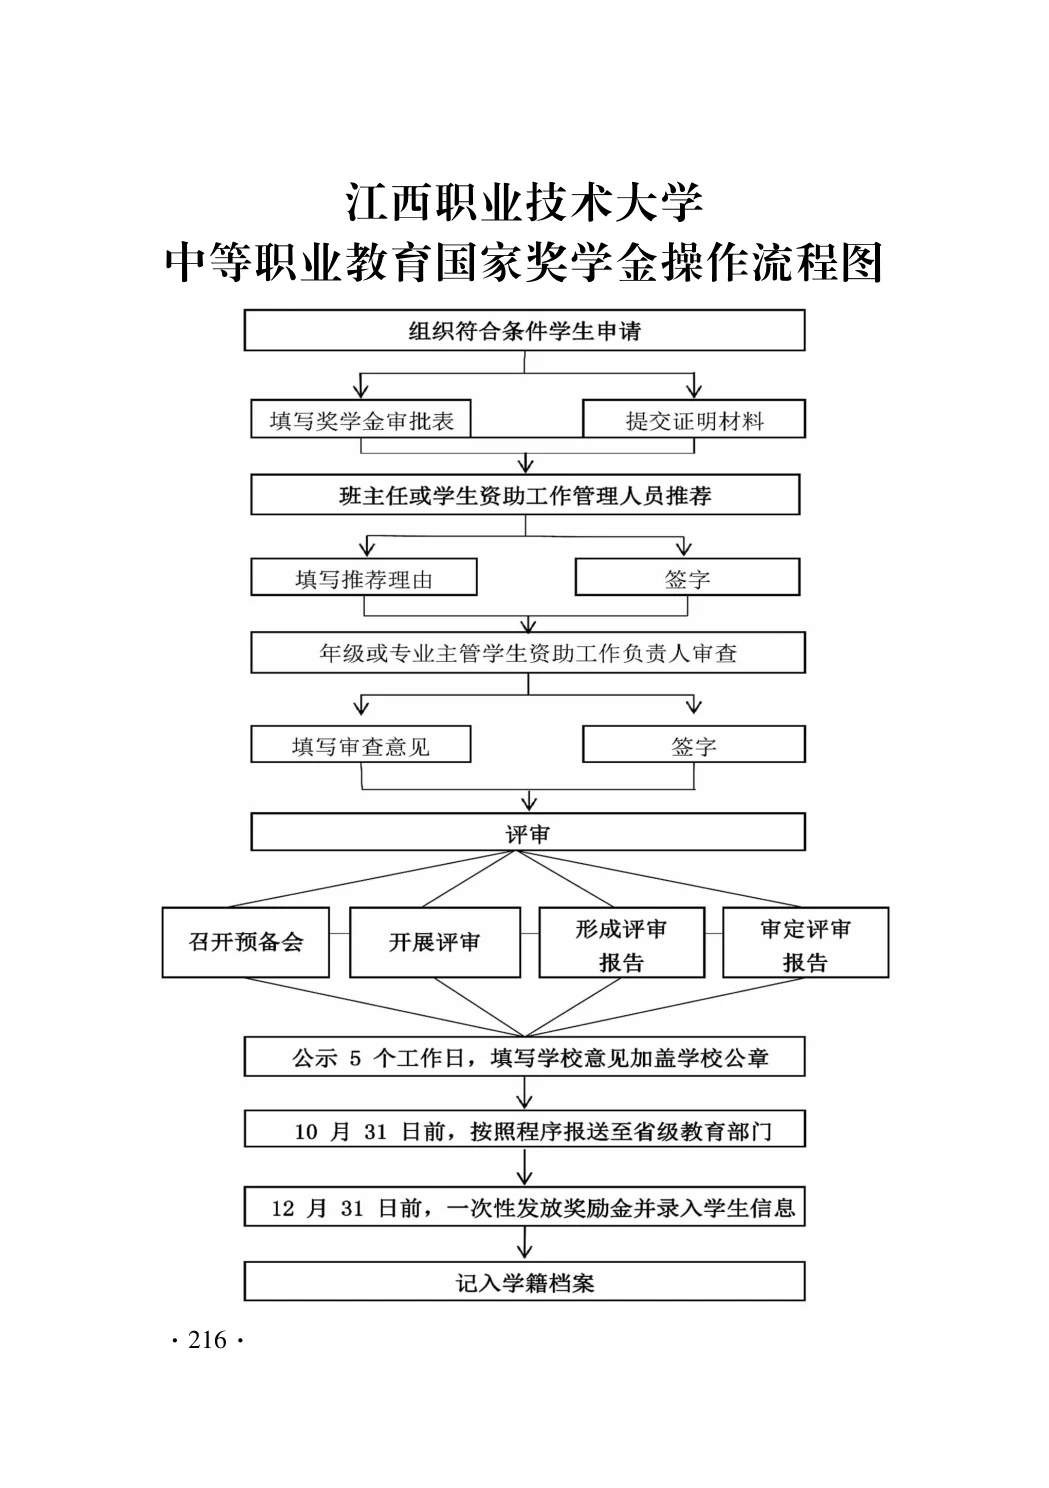 江西职业技术大学
中等职业教育国家奖学金操作流程图
组织符合条件学生申请
填写奖学金审批表
提交证明材料
班主任或学生资助工作管理人员推荐
填写推荐理由
签字
年级或专业主管学生资助工作负责人审查
填写审查意见
签字
评审
召开预备会
开展评审
形成评审
报告
审定评审
报告
公示 5 个工作日，填写学校意见加盖学校公章
10 月 31 日前，按照程序报送至省级教育部门
12 月 31 日前，一次性发放奖励金并录入学生信息
记入学籍档案
·216·